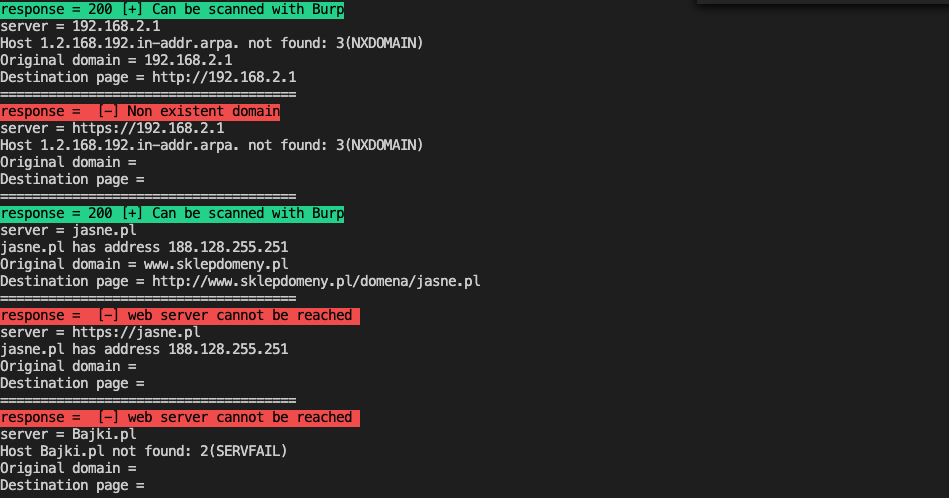 response = 200 [+] Can be scanned with Burp
server = 192.168.2.1
Host 1.2.168.192.in-addr.arpa. not found: 3(NXDOMAIN)
Original domain = 192.168.2.1
Destination page = http://192.168.2.1
=====================================
response =  [-] Non existent domain
server = https://192.168.2.1
Host 1.2.168.192.in-addr.arpa. not found: 3(NXDOMAIN)
Original domain =
Destination page =
=====================================
response = 200 [+] Can be scanned with Burp
server = jasne.pl
jasne.pl has address 188.128.255.251
Original domain = www.sklepdomeny.pl
Destination page = http://www.sklepdomeny.pl/domena/jasne.pl
=====================================
response =  [-] web server cannot be reached
server = https://jasne.pl
jasne.pl has address 188.128.255.251
Original domain =
Destination page =
=====================================
response =  [-] web server cannot be reached
server = Bajki.pl
Host Bajki.pl not found: 2(SERVFAIL)
Original domain =
Destination page =